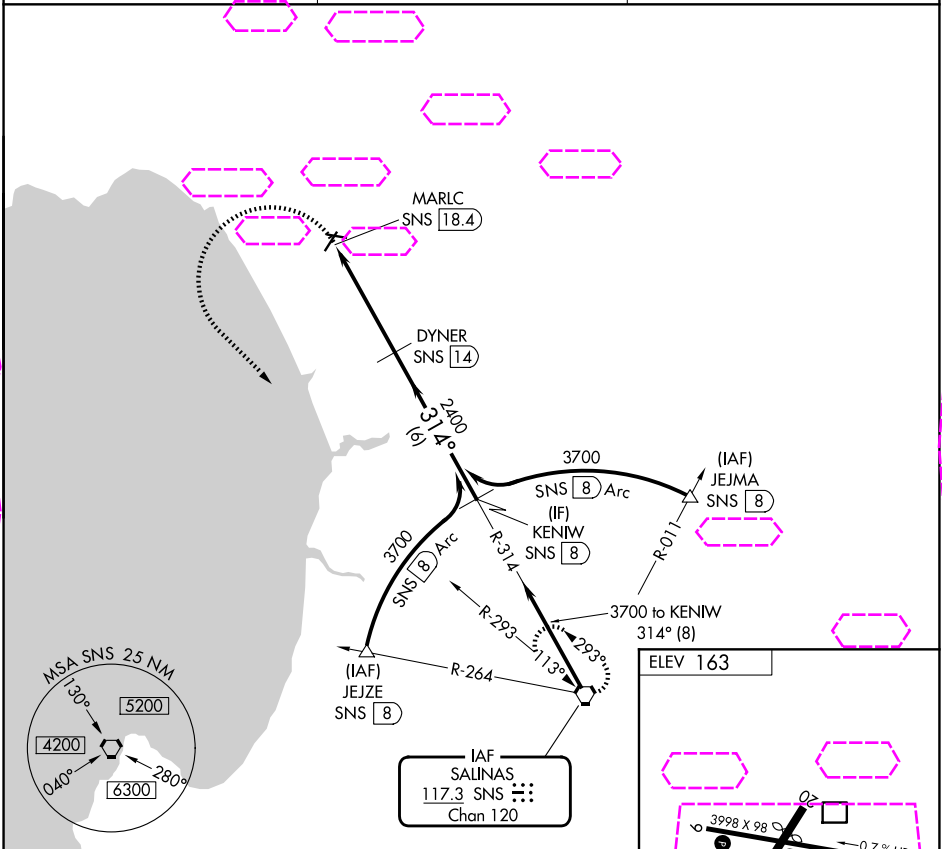 MARLC
SNS 18.4
DYNER
SNS 14
2400
314°
(6)
3700
SNS 8 Arc
(IAF)
JEJMA
SNS 8
(IF)
KENIW
SNS 8
R-314
R-011
3700
SNS 8 Arc
R-293
113°
293°
3700 to KENIW
314° (8)
R-264
(IAF)
JEJZE
SNS 8
MSA SNS 25 NM
130°
5200
4200
040°
280°
6300
IAF
SALINAS
117.3 SNS
Chan 120
ELEV 163
20
9
3998 X 98
P